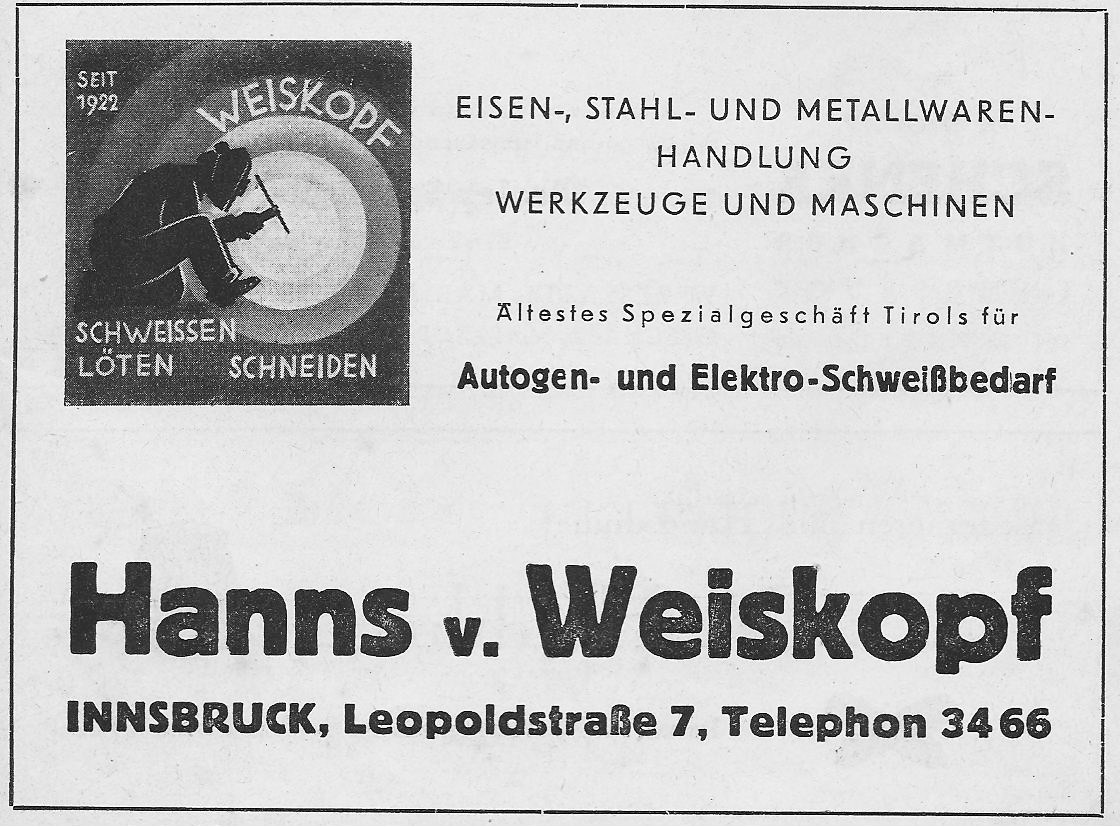 SEIT
1922
WEISKOPF
SCHWEISSEN
LÖTEN SCHNEIDEN
EISEN-, STAHL- UND METALLWAREN-
HANDLUNG
WERKZEUGE UND MASCHINEN
Ältestes Spezialgeschäft Tirols für
Autogen- und Elektro-Schweißbedarf
Hanns v. Weiskopf
INNSBRUCK, Leopoldstraße 7, Telephon 3466